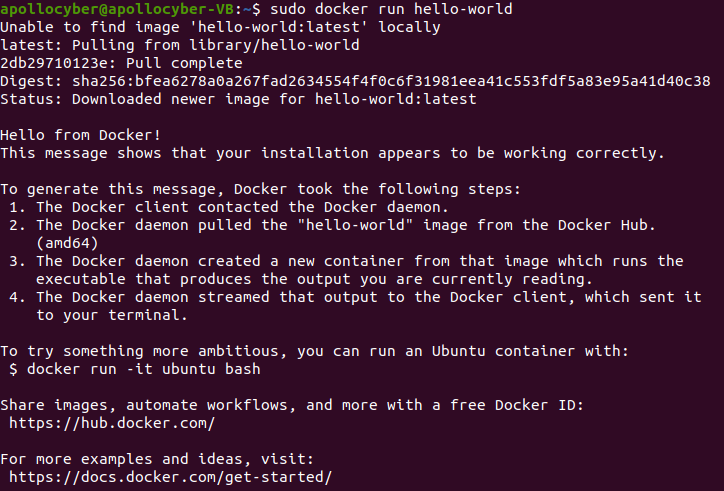 apollocyber@apollocyber-VB:~$ sudo docker run hello-world
Unable to find image 'hello-world:latest' locally
latest: Pulling from library/hello-world
2db29710123e: Pull complete
Digest: sha256:bfea6278a0a267fad2634554f4f0c6f31981eea41c553fdf5a83e95a41d40c38
Status: Downloaded newer image for hello-world:latest

Hello from Docker!
This message shows that your installation appears to be working correctly.

To generate this message, Docker took the following steps:
 1. The Docker client contacted the Docker daemon.
 2. The Docker daemon pulled the "hello-world" image from the Docker Hub.
    (amd64)
 3. The Docker daemon created a new container from that image which runs the
    executable that produces the output you are currently reading.
 4. The Docker daemon streamed that output to the Docker client, which sent it
    to your terminal.

To try something more ambitious, you can run an Ubuntu container with:
 $ docker run -it ubuntu bash

Share images, automate workflows, and more with a free Docker ID:
 https://hub.docker.com/

For more examples and ideas, visit:
 https://docs.docker.com/get-started/